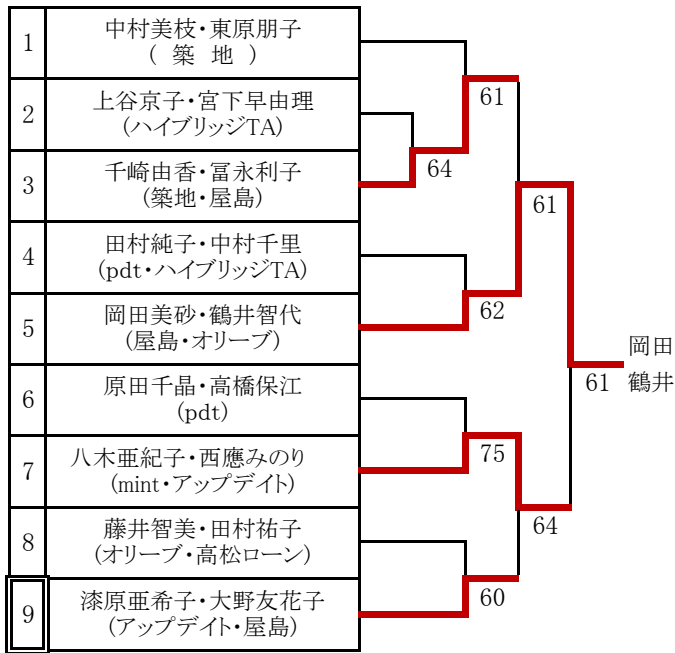 1
中村美枝・東原朋子
( 築 地 )
2
上谷京子・宮下早由理
(ハイブリッジTA)
3
千崎由香・冨永利子
(築地・屋島)
4
田村純子・中村千里
(pdt・ハイブリッジTA)
5
岡田美砂・鶴井智代
(屋島・オリーブ)
6
原田千晶・高橋保江
(pdt)
7
八木亜紀子・西應みのり
(mint・アップデイト)
8
藤井智美・田村祐子
(オリーブ・高松ローン)
9
漆原亜希子・大野友花子
(アップデイト・屋島)
64
61
62
61
75
60
64
61
岡田
鶴井